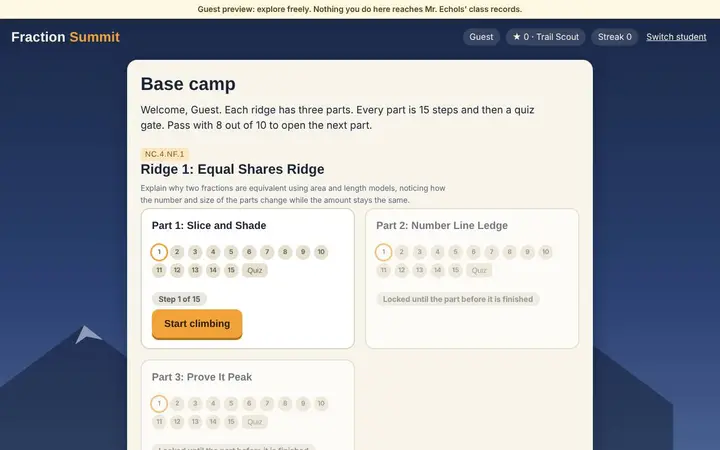 Guest preview: explore freely. Nothing you do here reaches Mr. Echols' class records.
Fraction Summit
Guest
★ 0 · Trail Scout
Streak 0
Switch student
Base camp
Welcome, Guest. Each ridge has three parts. Every part is 15 steps and then a quiz
gate. Pass with 8 out of 10 to open the next part.
NC.4.NF.1
Ridge 1: Equal Shares Ridge
Explain why two fractions are equivalent using area and length models, noticing how
the number and size of the parts change while the amount stays the same.
Part 1: Slice and Shade
1 2 3 4 5 6 7 8 9 10
11 12 13 14 15 Quiz
Step 1 of 15
Start climbing
Part 2: Number Line Ledge
1 2 3 4 5 6 7 8 9 10
11 12 13 14 15 Quiz
Locked until the part before it is finished
Part 3: Prove It Peak
1 2 3 4 5 6 7 8 9 10
11 12 13 14 15 Quiz
Locked until the part before it is finished